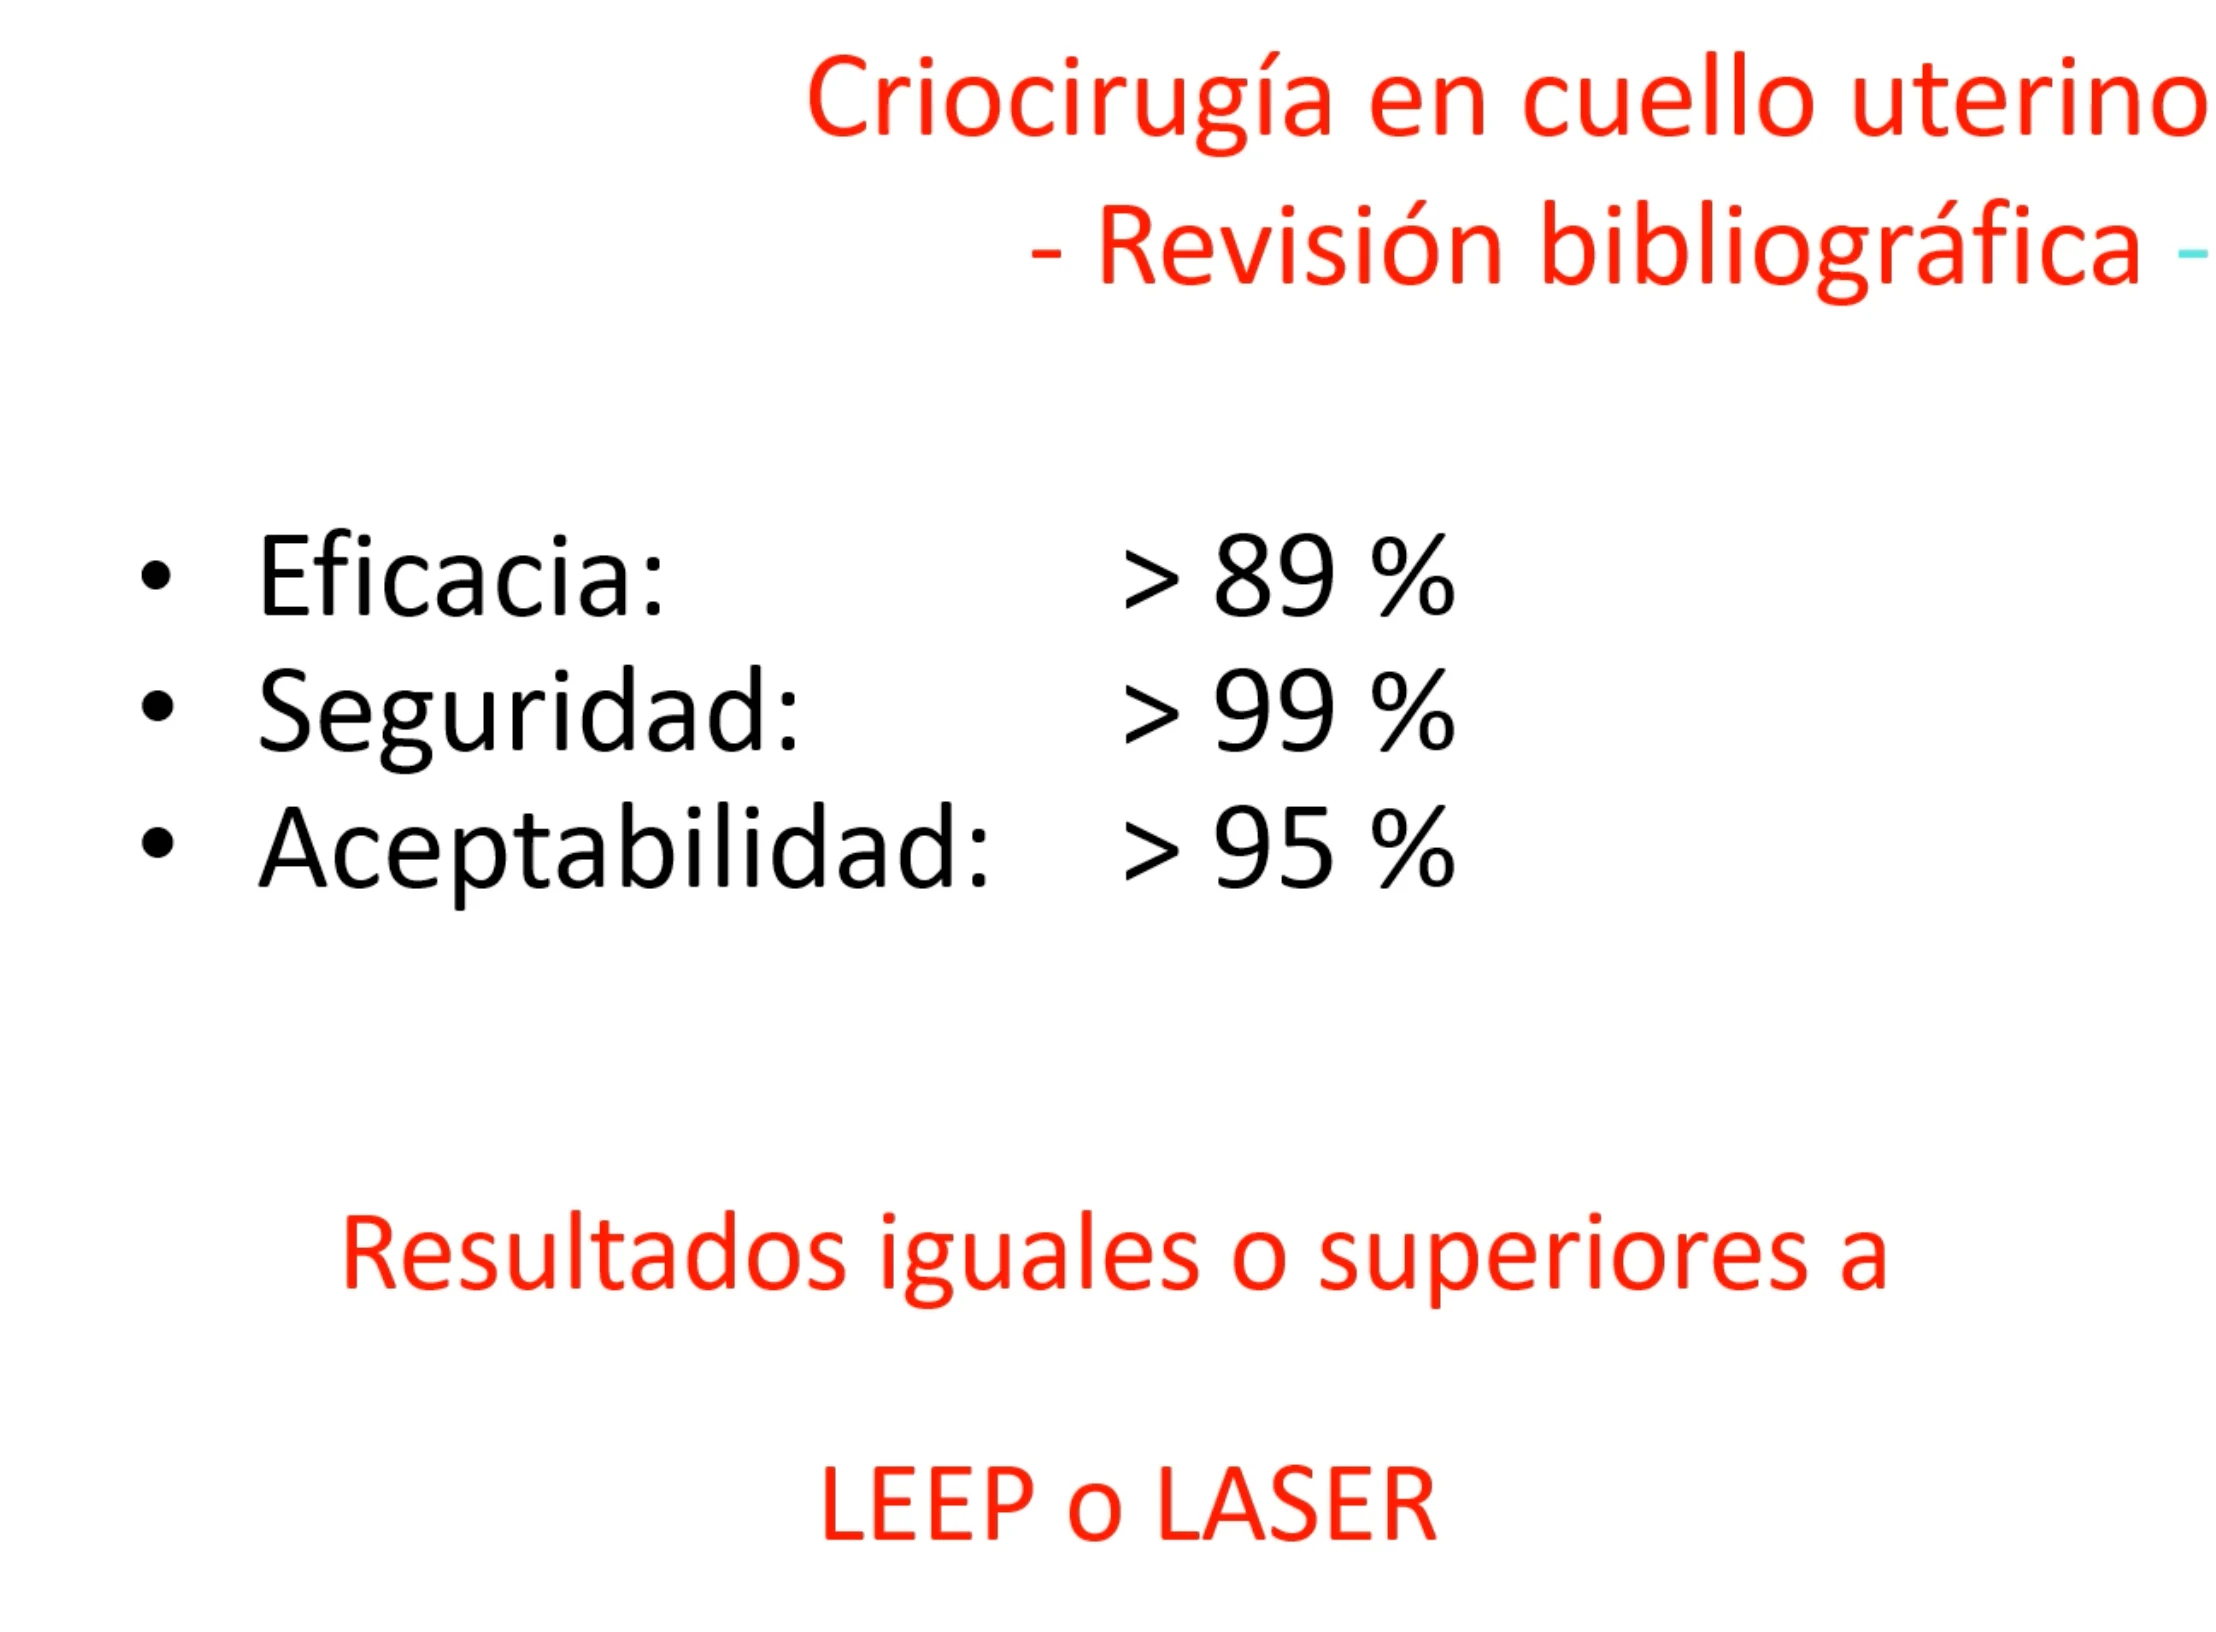 Criocirugía en cuello uterino
- Revisión bibliográfica -
• Eficacia: > 89 %
• Seguridad: > 99 %
• Aceptabilidad: > 95 %
Resultados iguales o superiores a
LEEP o LASER